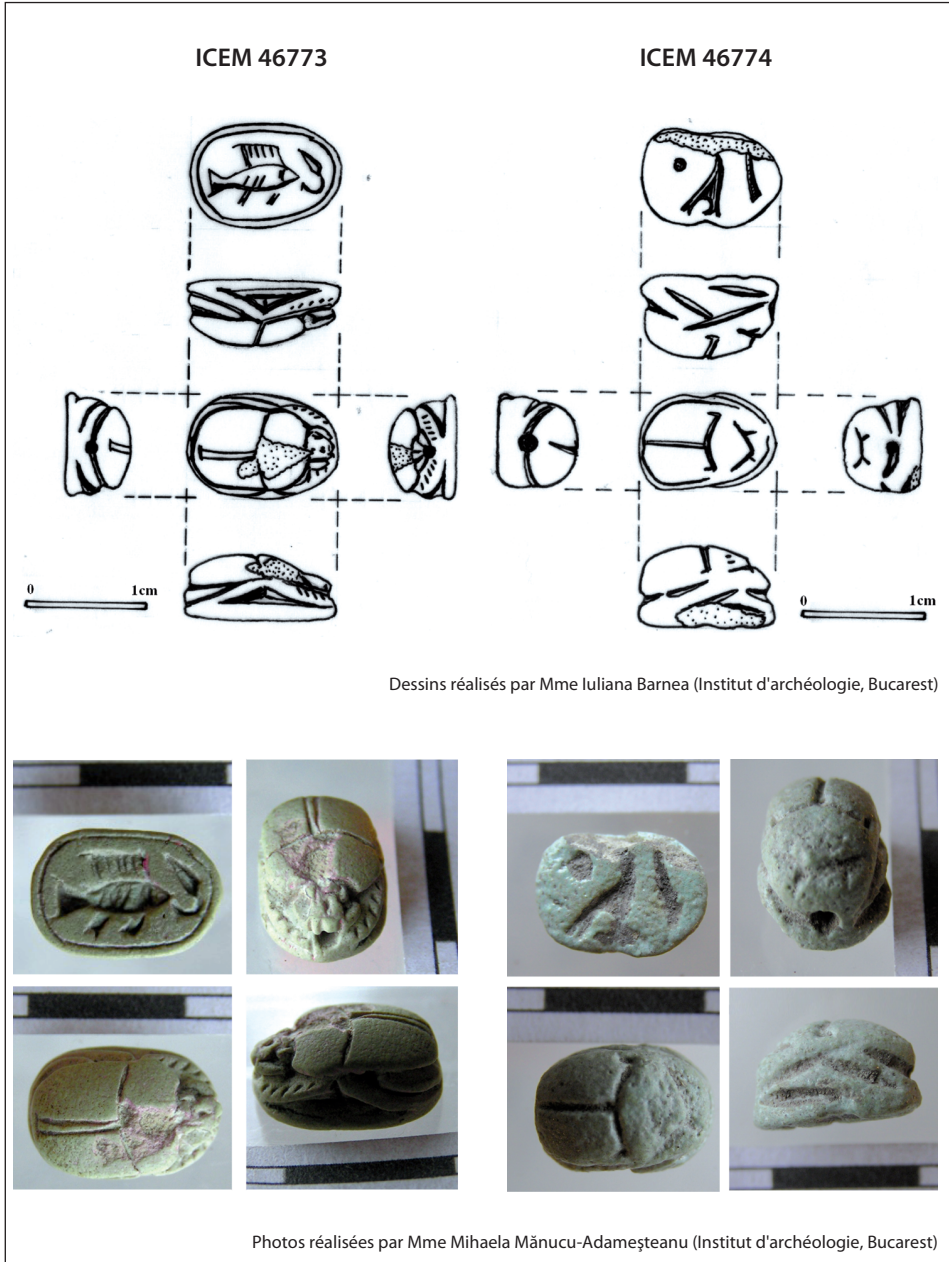 ICEM 46773
ICEM 46774
0 1cm
0 1cm
Dessins réalisés par Mme Iuliana Barnea (Institut d'archéologie, Bucarest)
Photos réalisées par Mme Mihaela Mănucu-Adameşteanu (Institut d'archéologie, Bucarest)